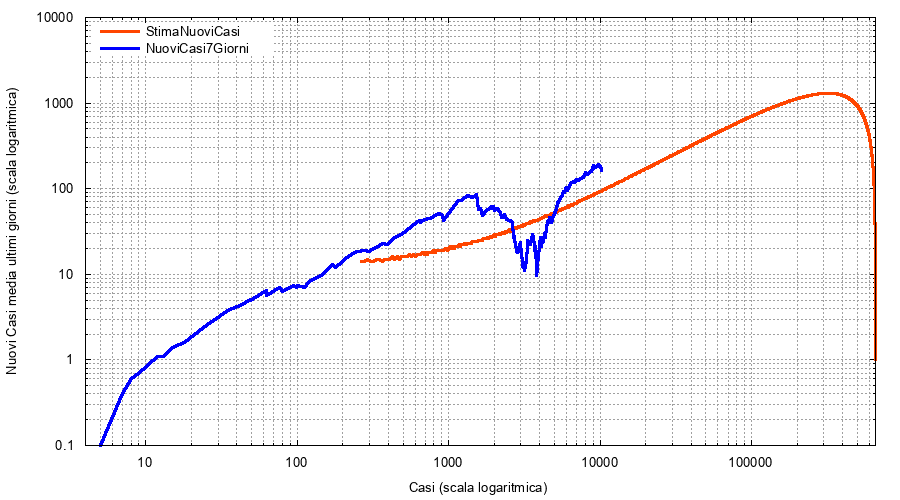 10000
1000
100
10
1
0.1
StimaNuoviCasi
NuoviCasi7Giorni
Nuovi Casi media ultimi giorni (scala logaritmica)
10 100 1000 10000 100000
Casi (scala logaritmica)